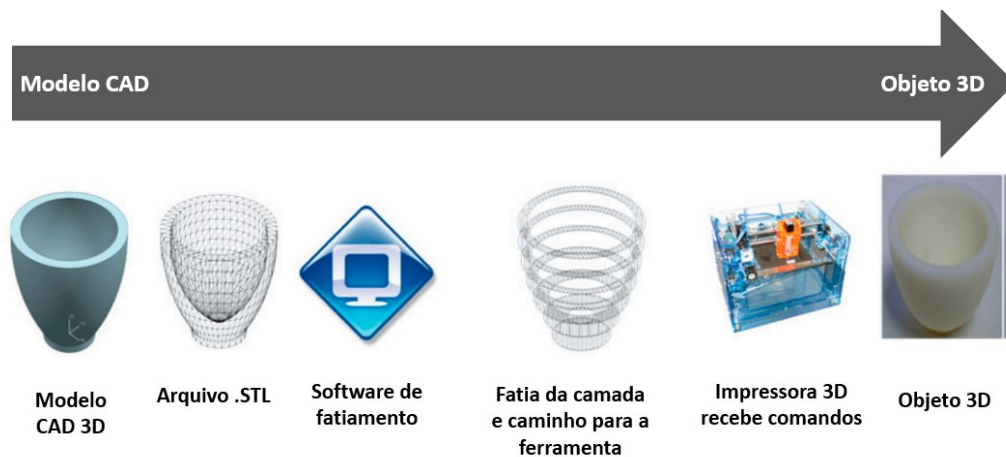 Modelo CAD
Objeto 3D
Modelo
CAD 3D
Arquivo .STL
Software de
fatiamento
Fatia da camada
e caminho para a
ferramenta
Impressora 3D
recebe comandos
Objeto 3D